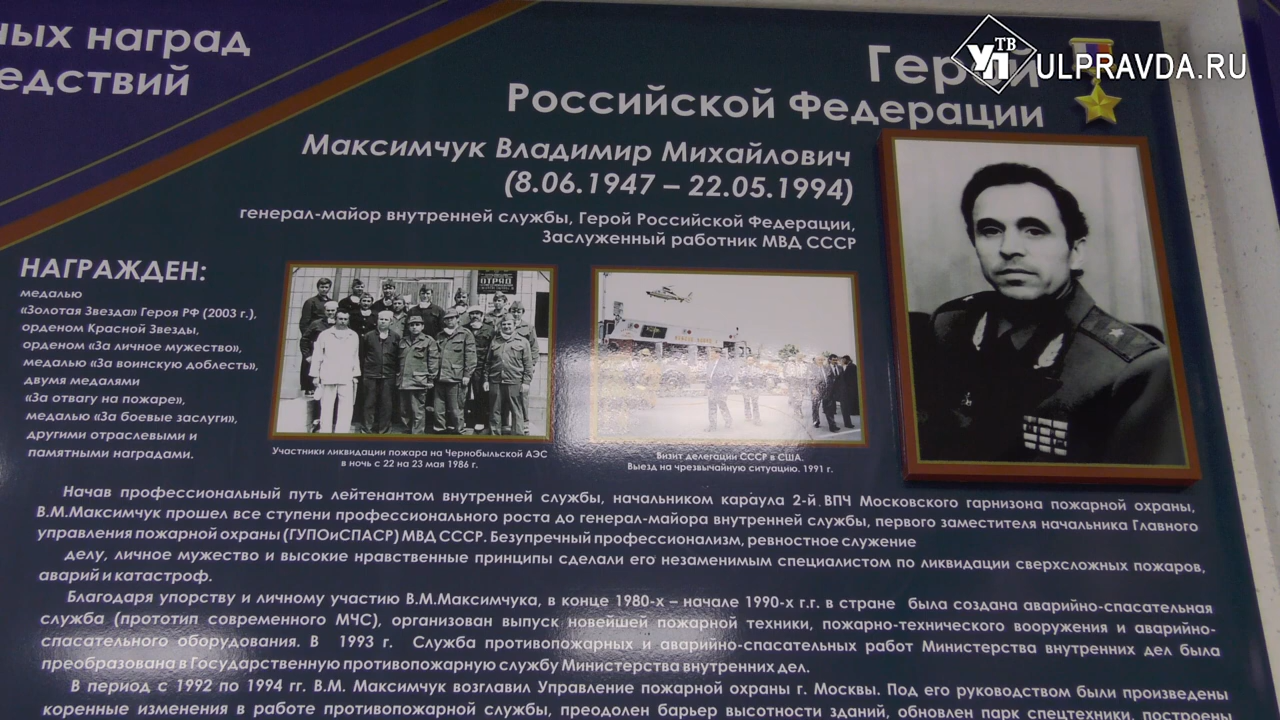 ных наград
едствий
УП ТВ ULPRAVDA.RU
Герой
Российской Федерации
Максимчук Владимир Михайлович
(8.06.1947 – 22.05.1994)
генерал-майор внутренней службы, Герой Российской Федерации,
Заслуженный работник МВД СССР
НАГРАЖДЕН:
медалью
«Золотая Звезда» Героя РФ (2003 г.),
орденом Красной Звезды,
орденом «За личное мужество»,
медалью «За воинскую доблесть»,
двумя медалями
«За отвагу на пожаре»,
медалью «За боевые заслуги»,
другими отраслевыми и
памятными наградами.
ОТРЯД
Участники ликвидации пожара на Чернобыльской АЭС
в ночь с 22 на 23 мая 1986 г.
Визит делегации СССР в США.
Выезд на чрезвычайную ситуацию. 1991 г.
Начав профессиональный путь лейтенантом внутренней службы, начальником караула 2-й ВПЧ Московского гарнизона пожарной охраны,
В.М.Максимчук прошел все ступени профессионального роста до генерал-майора внутренней службы, первого заместителя начальника Главного
управления пожарной охраны (ГУПОиСПАСР) МВД СССР. Безупречный профессионализм, ревностное служение
делу, личное мужество и высокие нравственные принципы сделали его незаменимым специалистом по ликвидации сверхсложных пожаров,
аварий и катастроф.
Благодаря упорству и личному участию В.М.Максимчука, в конце 1980-х – начале 1990-х г.г. в стране была создана аварийно-спасательная
служба (прототип современного МЧС), организован выпуск новейшей пожарной техники, пожарно-технического вооружения и аварийно-
спасательного оборудования. В 1993 г. Служба противопожарных и аварийно-спасательных работ Министерства внутренних дел была
преобразована в Государственную противопожарную службу Министерства внутренних дел.
В период с 1992 по 1994 гг. В.М. Максимчук возглавил Управление пожарной охраны г. Москвы. Под его руководством были произведены
коренные изменения в работе противопожарной службы, преодолен барьер высотности зданий, обновлен парк спецтехники, построены